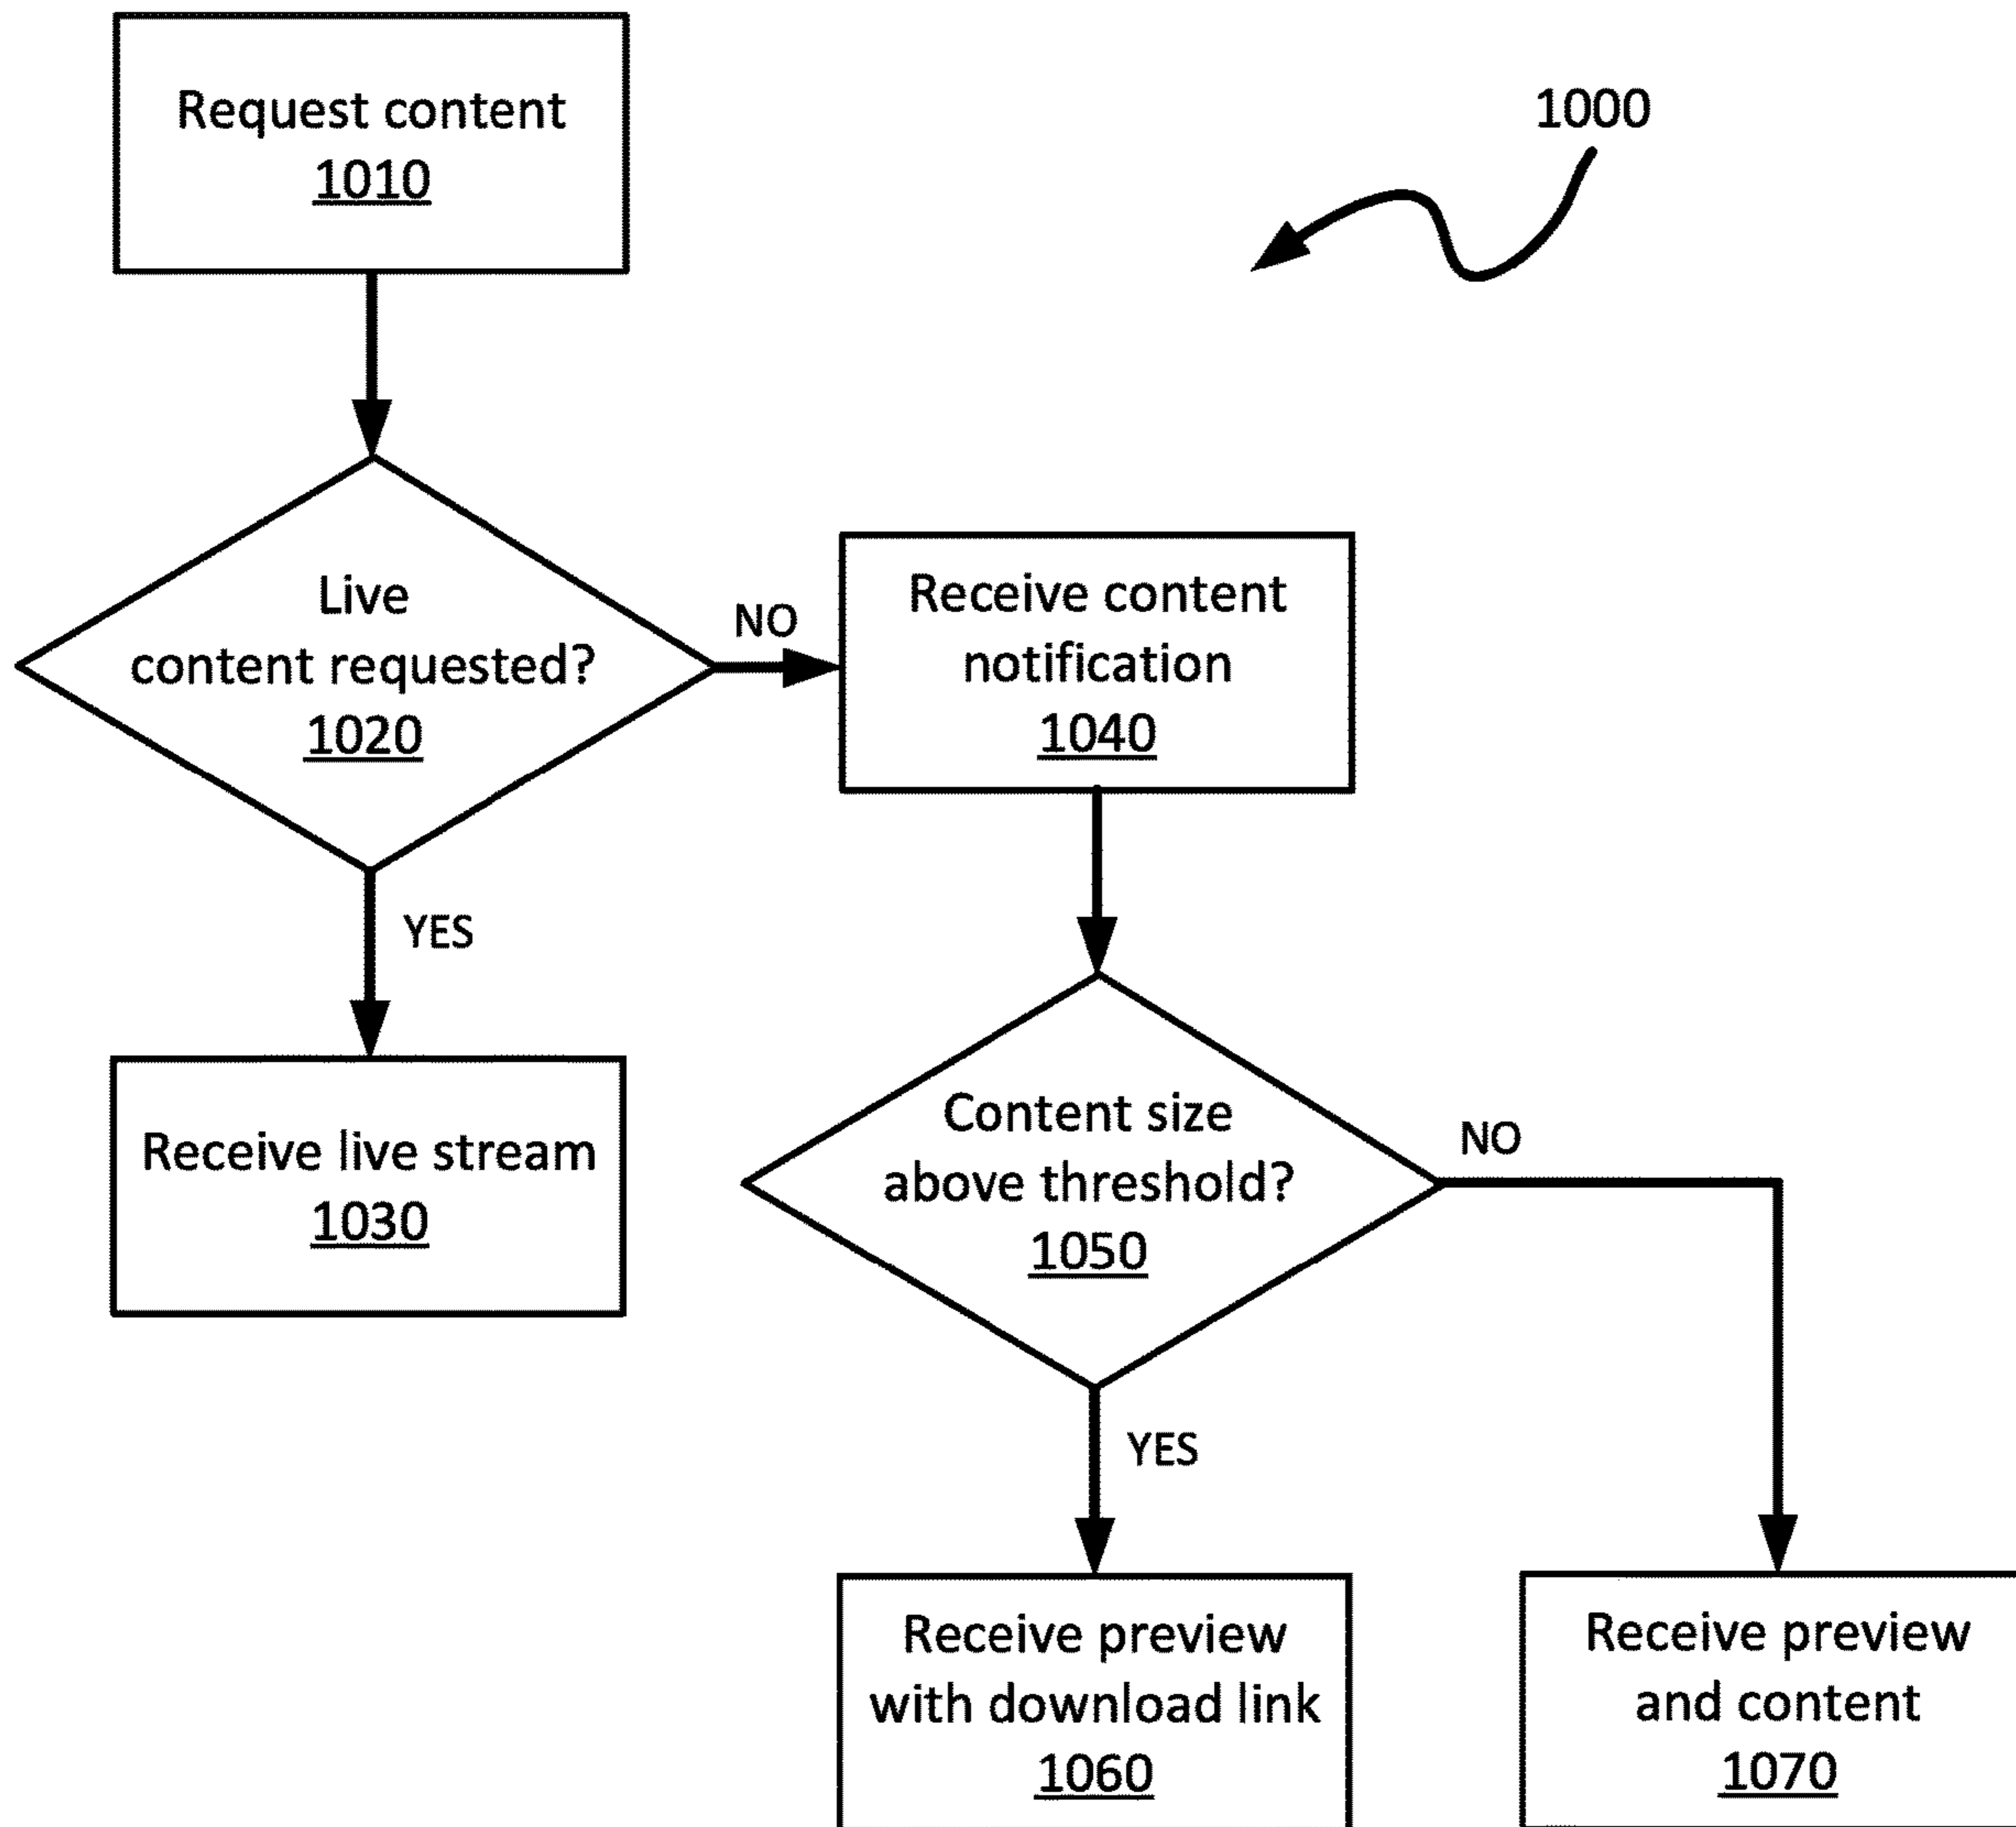 Request content
1010
1000
Live
content requested?
1020
NO
Receive content
notification
1040
YES
Receive live stream
1030
Content size
above threshold?
1050
NO
YES
Receive preview
with download link
1060
Receive preview
and content
1070